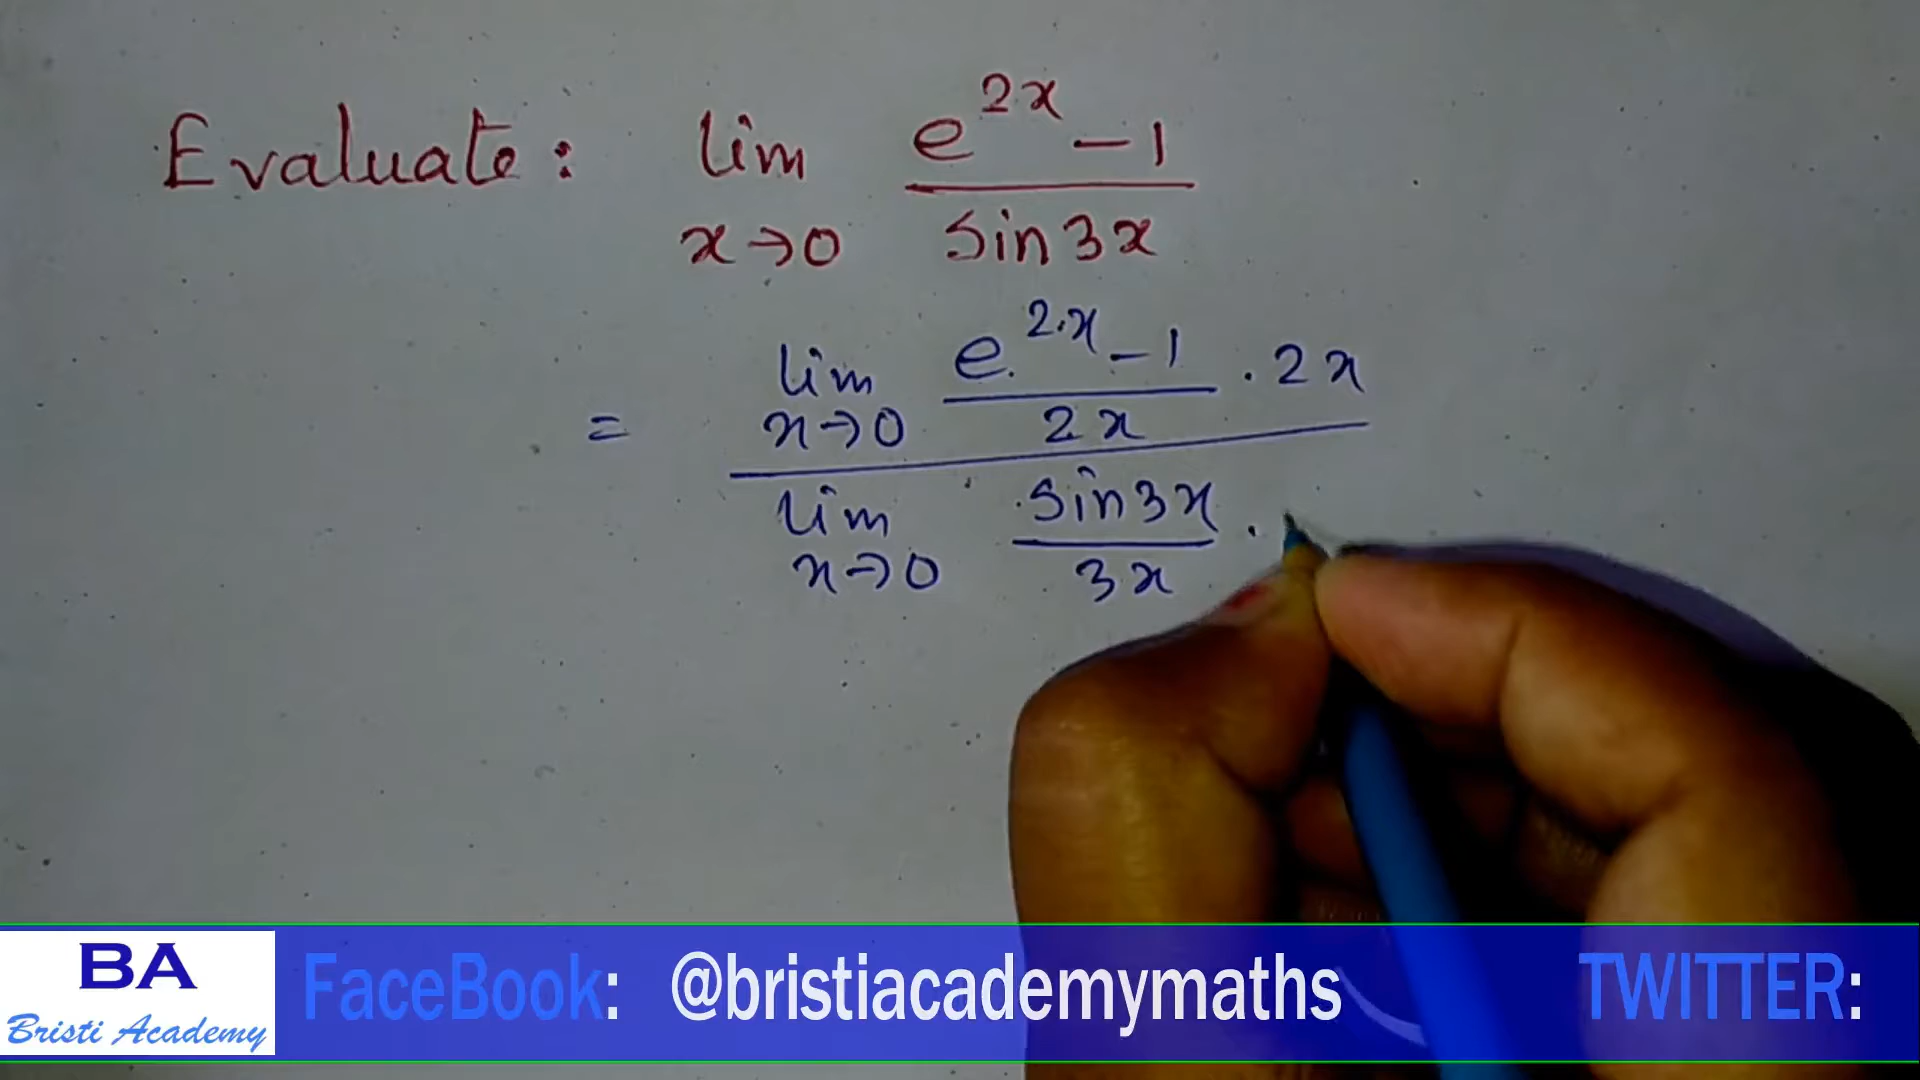 Evaluate: lim x→0 (e^2x - 1)/(sin 3x)
= lim x→0 (e^2x - 1)/(2x) · 2x
lim x→0 (sin 3x)/(3x) ·
BA
Bristi Academy
FaceBook: @bristiacademymaths TWITTER: